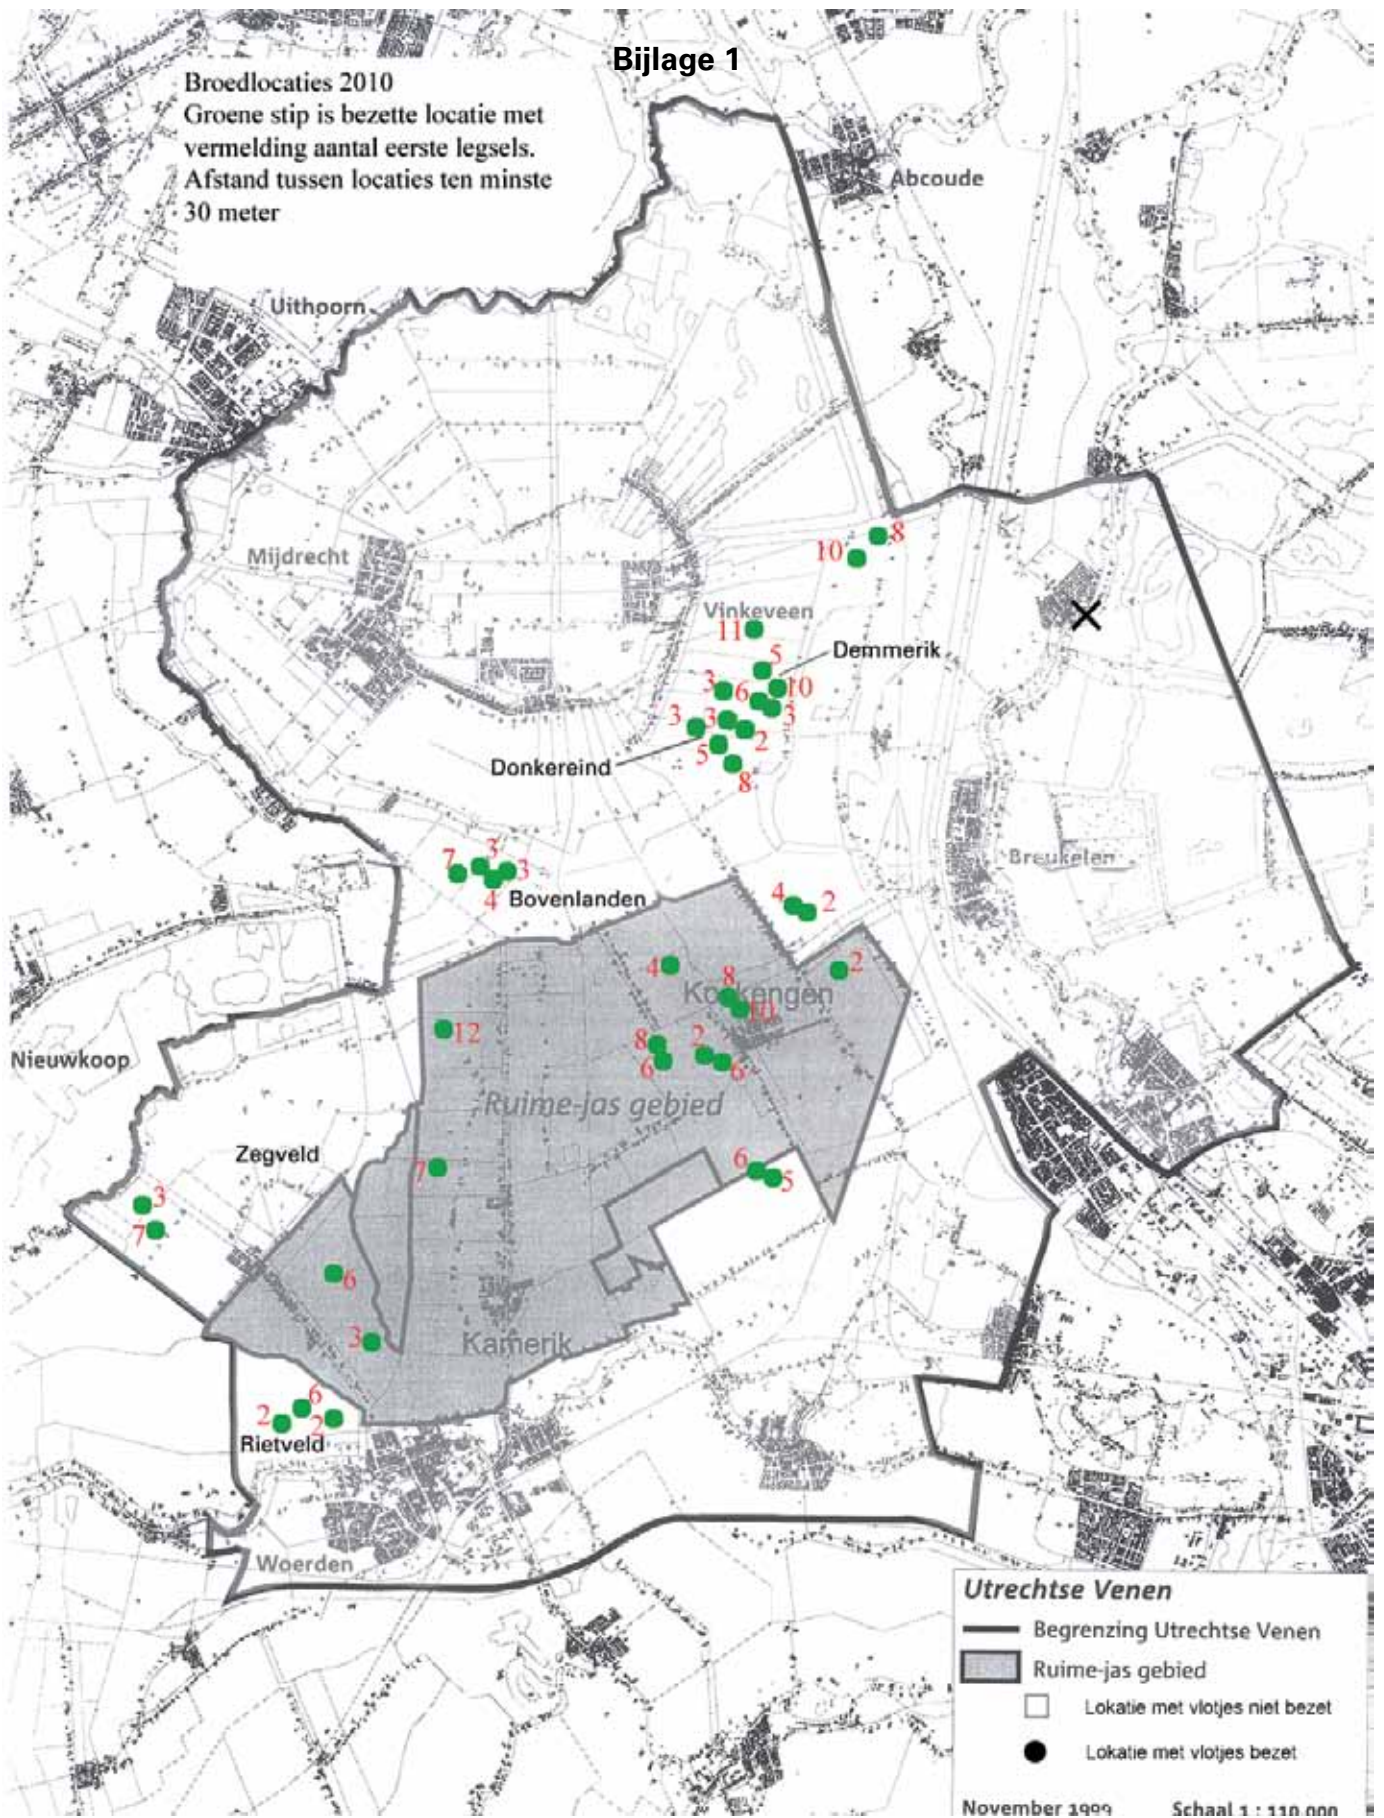 Bijlage 1
Broedlocaties 2010
Groene stip is bezette locatie met
vermelding aantal eerste legsels.
Afstand tussen locaties ten minste
30 meter
Abcoude
Uithoorn
8
10
Mijdrecht
Vinkeveen
11
Demmerik
5
3
6
10
3
3
3
2
5
Donkereind
8
7
3
3
4
Bovenlanden
Breukelen
4
2
4
2
8
Kockengen
10
12
8
2
6
6
Nieuwkoop
Ruime-jas gebied
Zegveld
7
6
5
3
7
6
3
Kamerik
6
2
2
Rietveld
Woerden
Utrechtse Venen
Begrenzing Utrechtse Venen
Ruime-jas gebied
Lokatie met vlotjes niet bezet
Lokatie met vlotjes bezet
November 1999 Schaal 1 : 110.000